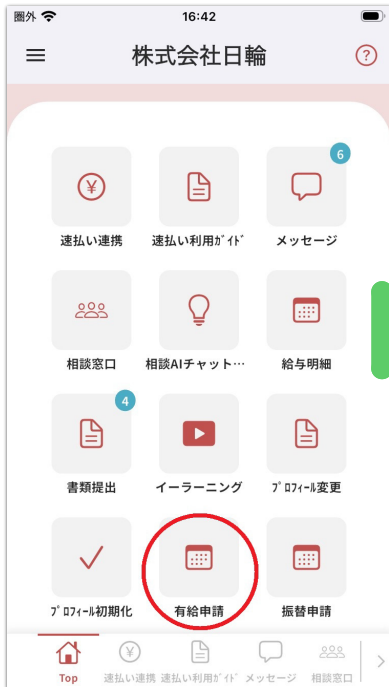 圏外 16:42
株式会社日輪 ?
6
速払い連携 速払い利用ｶﾞｲﾄﾞ メッセージ
相談窓口 相談AIチャット… 給与明細
4
書類提出 イーラーニング ﾌﾟﾛﾌｨｰﾙ変更
ﾌﾟﾛﾌｨｰﾙ初期化 有給申請 振替申請
Top 速払い連携 速払い利用ｶﾞｲﾄﾞ メッセージ 相談窓口